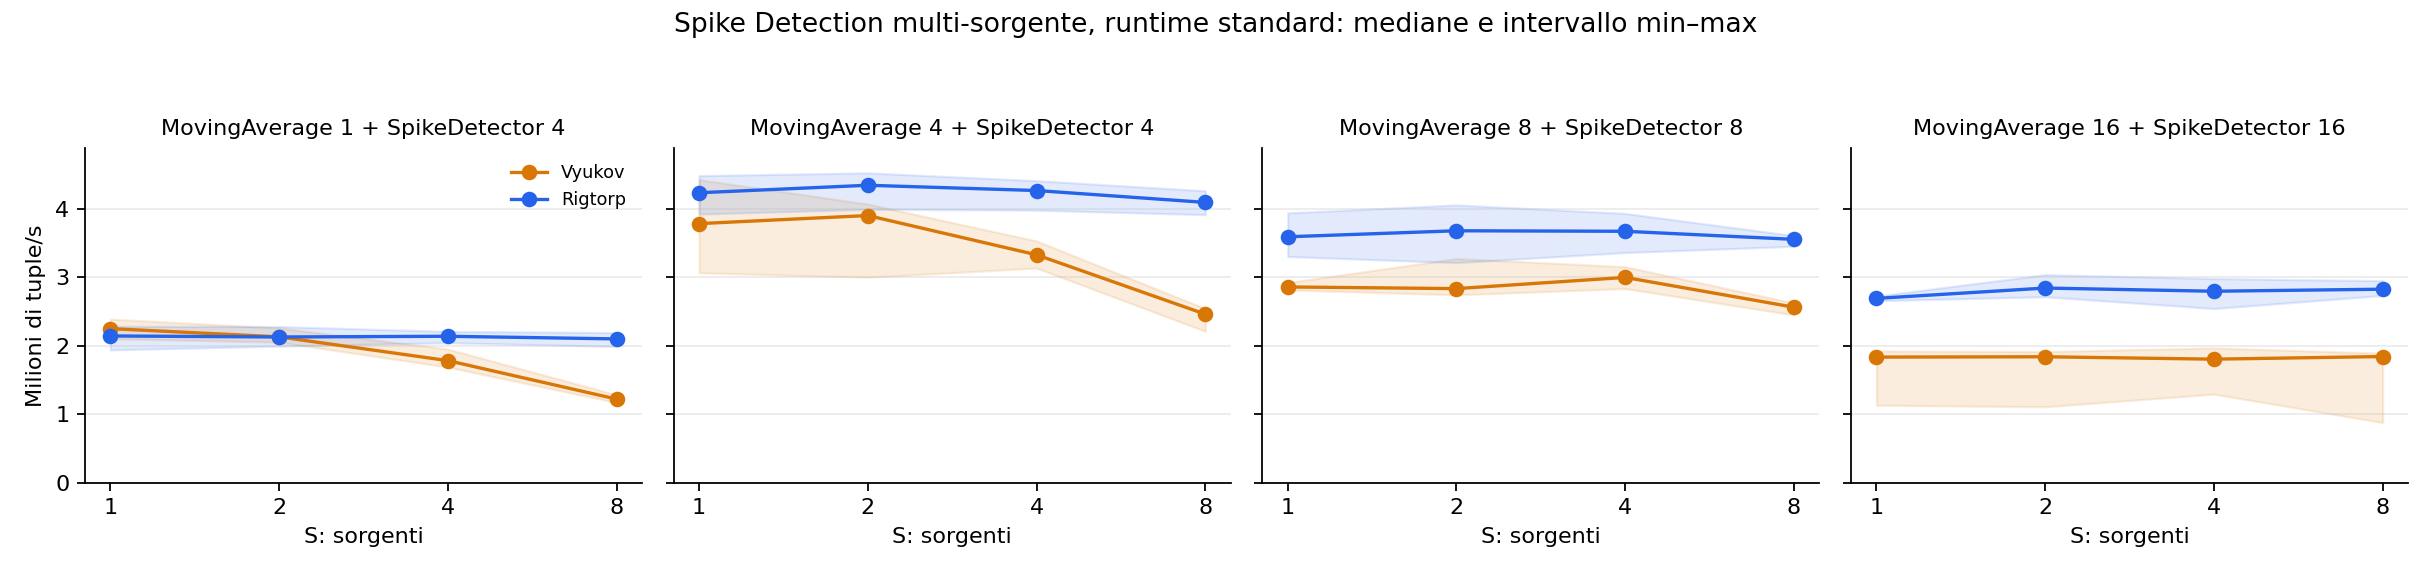 Spike Detection multi-sorgente, runtime standard: mediane e intervallo min–max
MovingAverage 1 + SpikeDetector 4
MovingAverage 4 + SpikeDetector 4
MovingAverage 8 + SpikeDetector 8
MovingAverage 16 + SpikeDetector 16
Vyukov
Rigtorp
Milioni di tuple/s
4
3
2
1
0
1 2 4 8
1 2 4 8
1 2 4 8
1 2 4 8
S: sorgenti
S: sorgenti
S: sorgenti
S: sorgenti